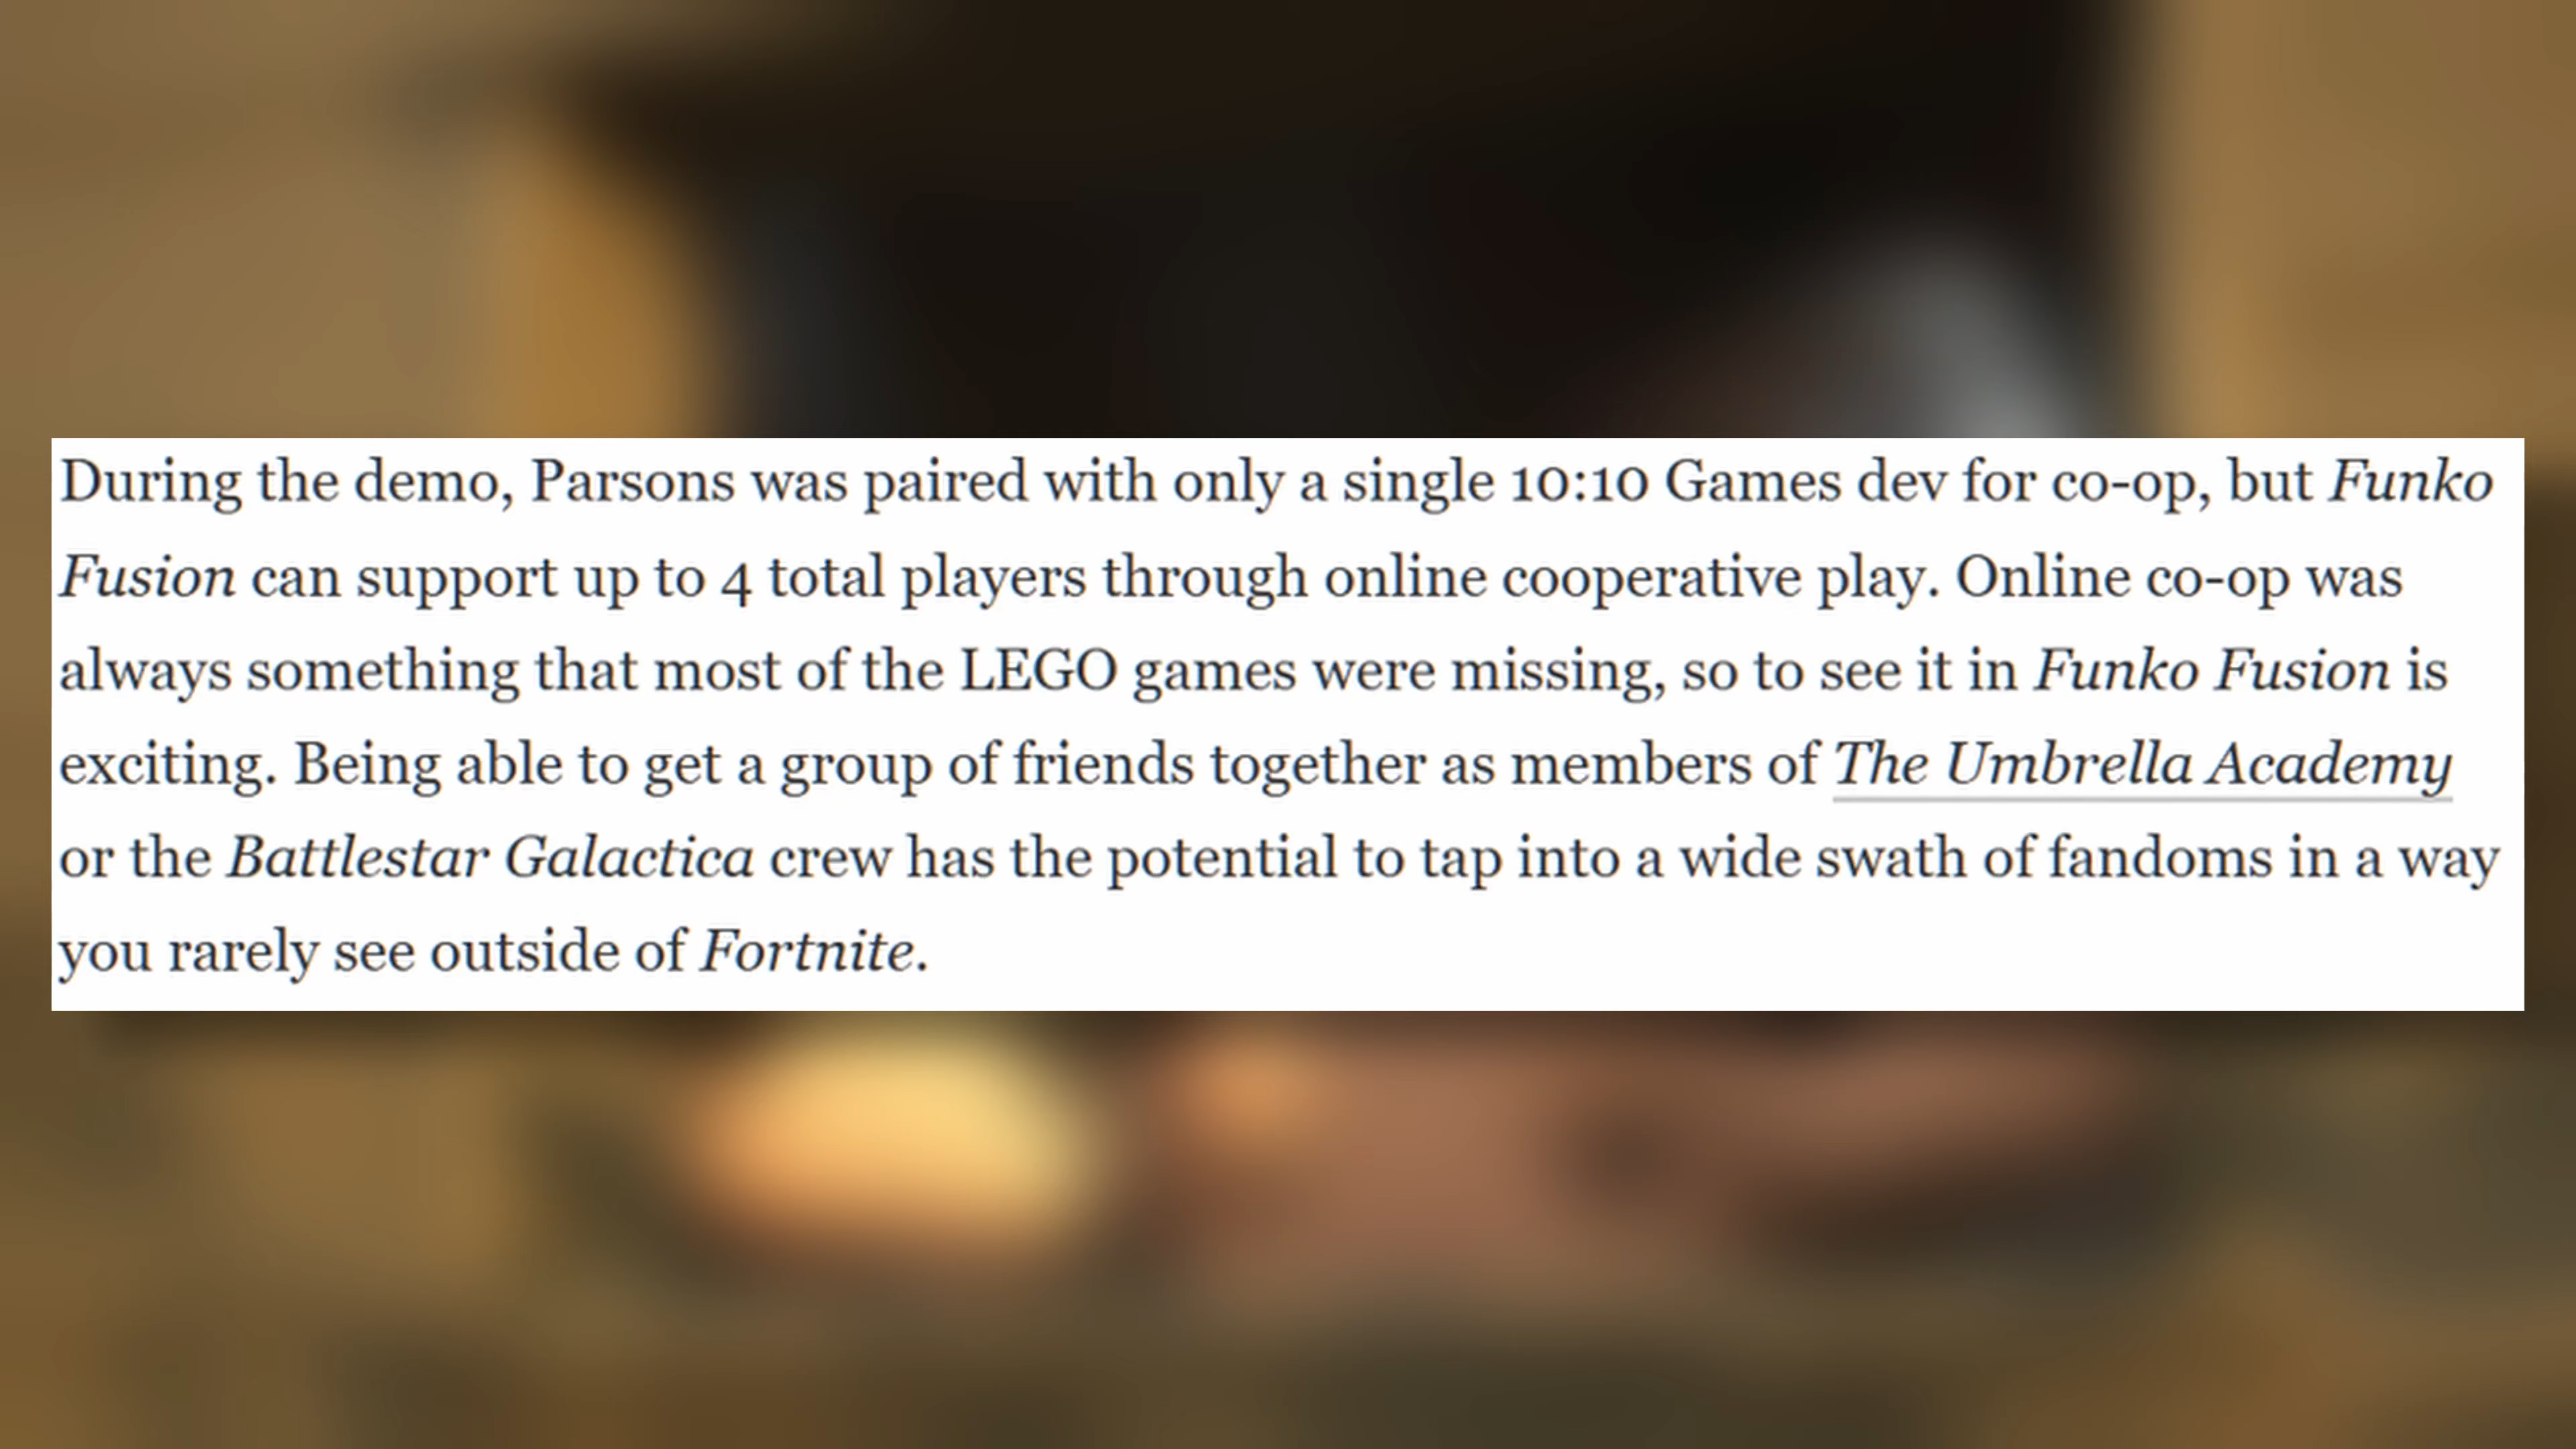 During the demo, Parsons was paired with only a single 10:10 Games dev for co-op, but Funko
Fusion can support up to 4 total players through online cooperative play. Online co-op was
always something that most of the LEGO games were missing, so to see it in Funko Fusion is
exciting. Being able to get a group of friends together as members of The Umbrella Academy
or the Battlestar Galactica crew has the potential to tap into a wide swath of fandoms in a way
you rarely see outside of Fortnite.